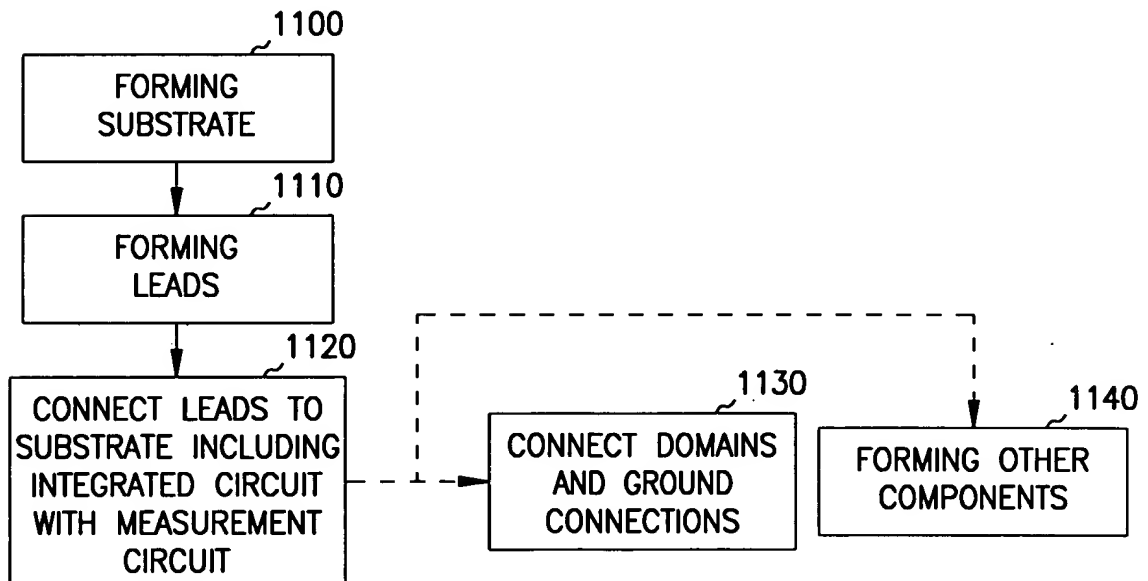 1100
FORMING
SUBSTRATE
1110
FORMING
LEADS
1120
CONNECT LEADS TO
SUBSTRATE INCLUDING
INTEGRATED CIRCUIT
WITH MEASUREMENT
CIRCUIT
1130
CONNECT DOMAINS
AND GROUND
CONNECTIONS
1140
FORMING OTHER
COMPONENTS